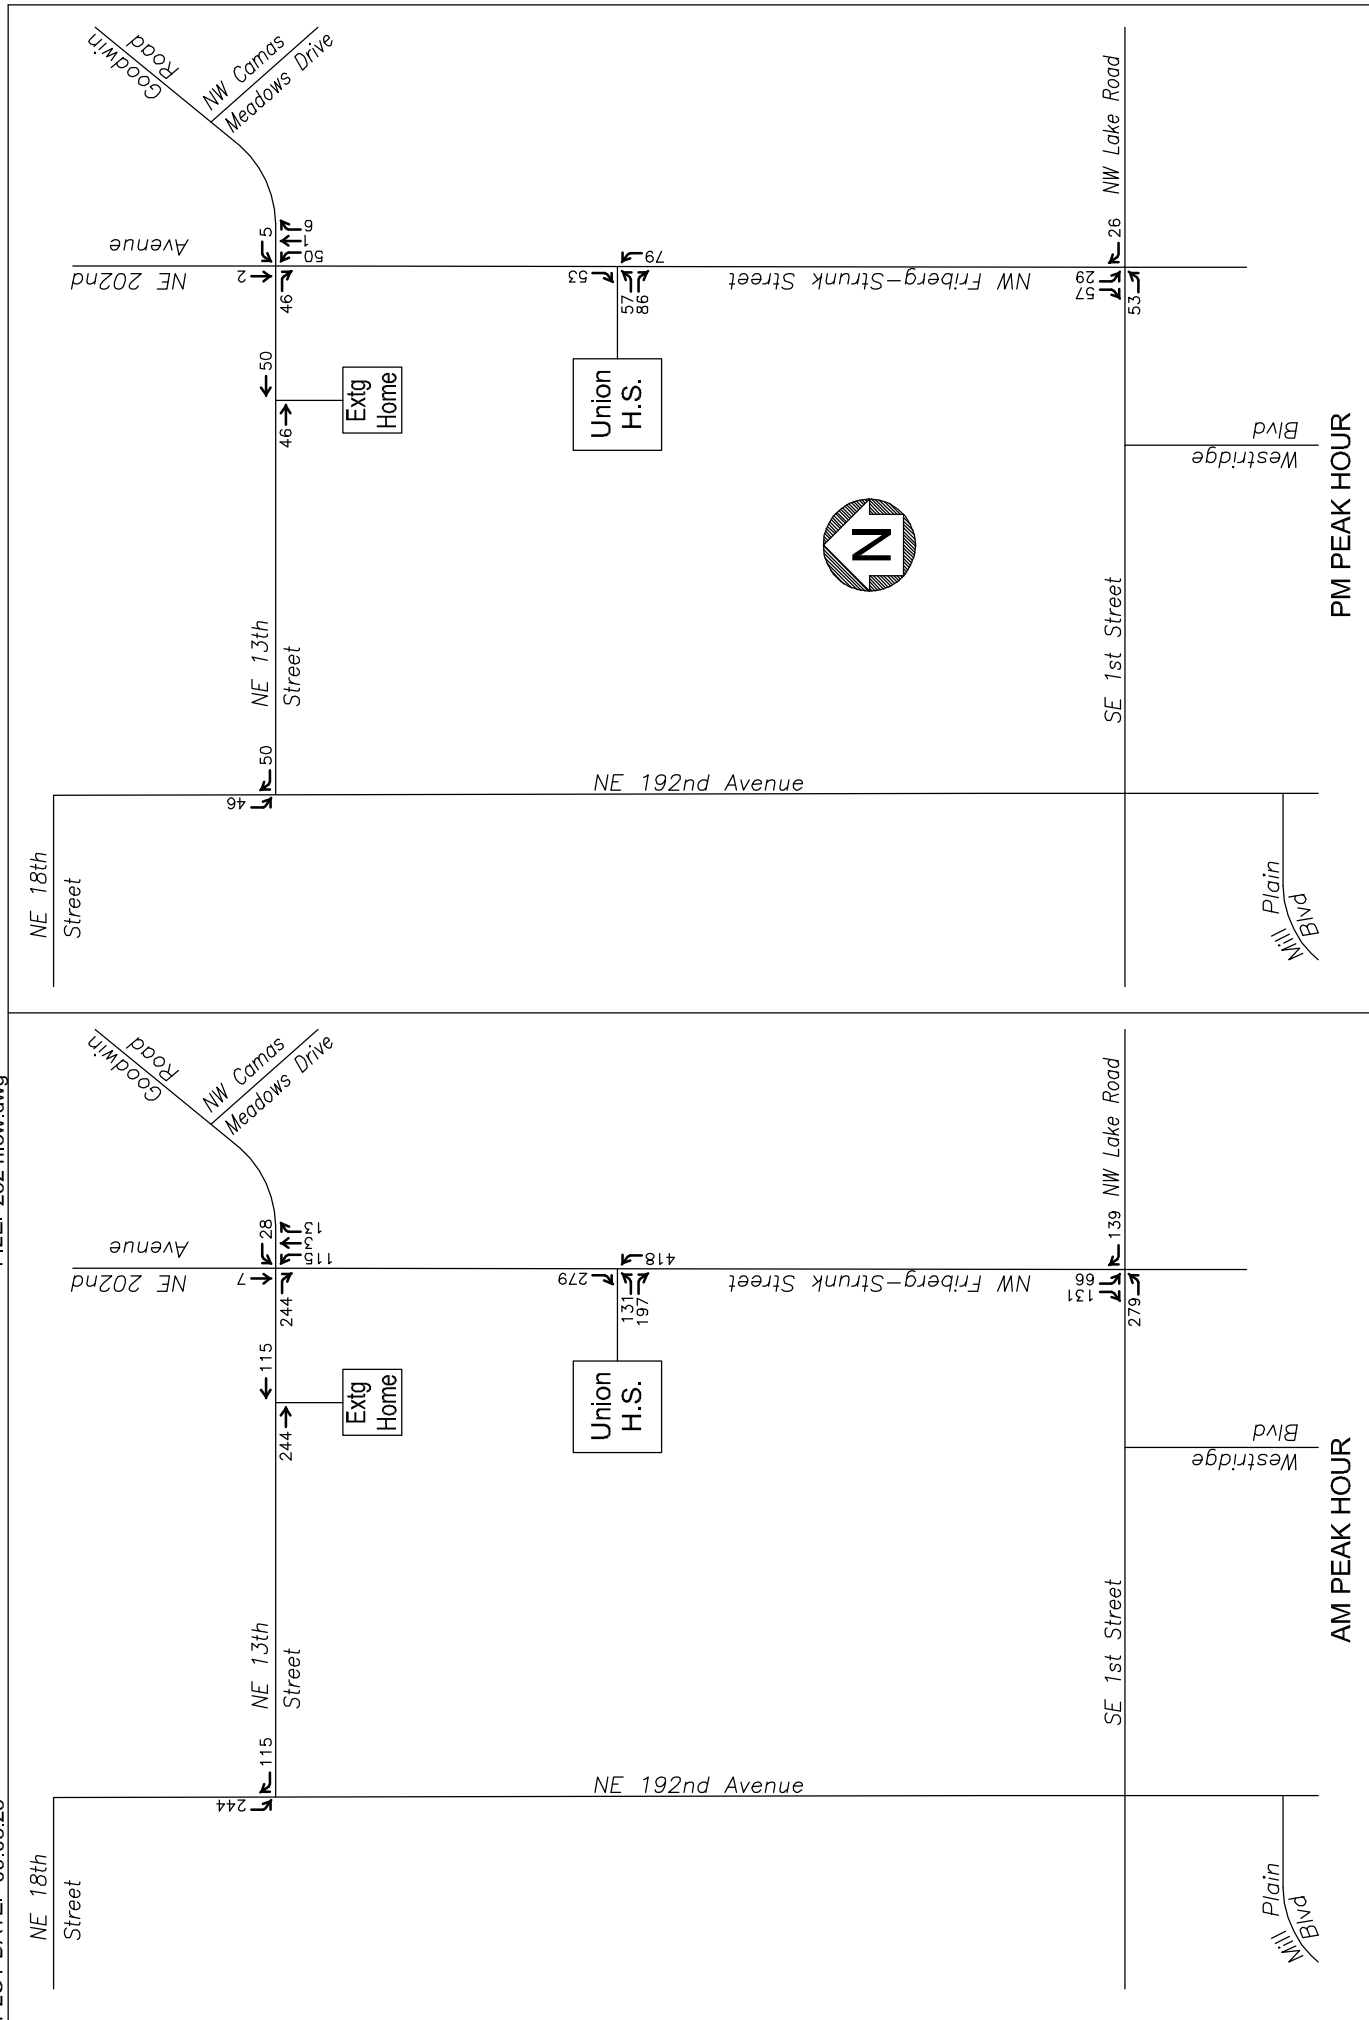 NE 18th
Street
244
115
NE 13th
Street
244
115
Extg
Home
244
7
NE 202nd
Avenue
28
115
3
13
Goodwin
Road
NW Camas
Meadows Drive
NE 192nd Avenue
Union
H.S.
279
131
197
418
NW Friberg-Strunk
Street
Mill Plain
Blvd
SE 1st Street
Westridge
Blvd
131
66
279
139
NW Lake Road
AM PEAK HOUR
NE 18th
Street
46
50
NE 13th
Street
46
50
Extg
Home
46
2
NE 202nd
Avenue
5
50
1
6
Goodwin
Road
NW Camas
Meadows Drive
NE 192nd Avenue
N
Union
H.S.
53
57
86
79
NW Friberg-Strunk
Street
Mill Plain
Blvd
SE 1st Street
Westridge
Blvd
57
29
53
26
NW Lake Road
PM PEAK HOUR